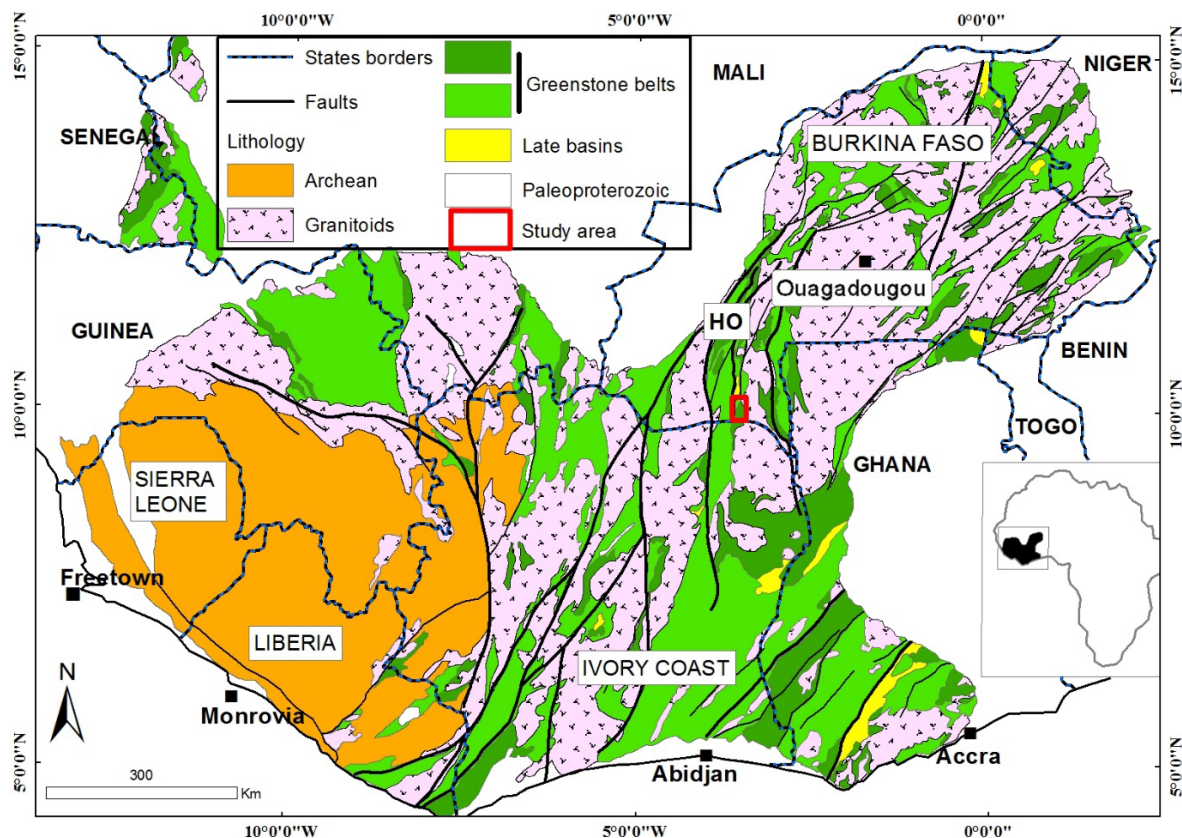 10°0'0"W
5°0'0"W
0°0'0"
15°0'0"N
15°0'0"N
States borders
Faults
Lithology
Archean
Granitoids
Greenstone belts
Late basins
Paleoproterozoic
Study area
MALI
NIGER
SENEGAL
BURKINA FASO
Ouagadougou
HO
GUINEA
BENIN
10°0'0"N
10°0'0"N
TOGO
GHANA
SIERRA
LEONE
Freetown
LIBERIA
IVORY COAST
N
Monrovia
Abidjan
Accra
5°0'0"N
5°0'0"N
300
Km
10°0'0"W
5°0'0"W
0°0'0"